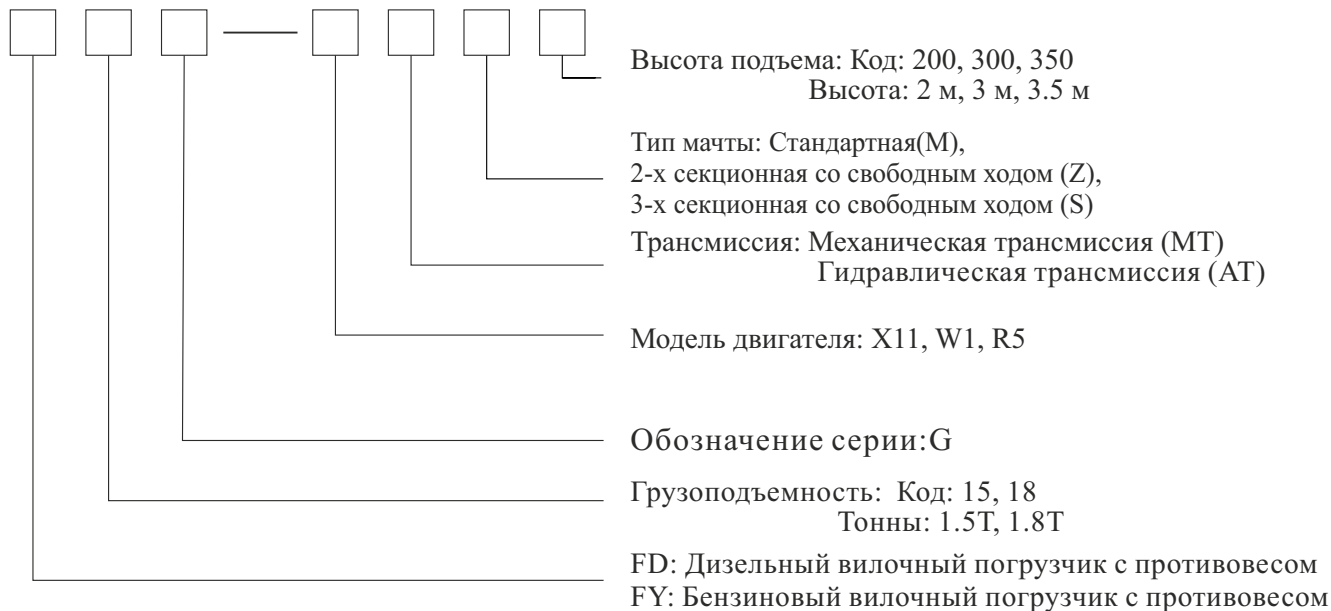 Высота подъема: Код: 200, 300, 350
Высота: 2 м, 3 м, 3.5 м
Тип мачты: Стандартная(M),
2-х секционная со свободным ходом (Z),
3-х секционная со свободным ходом (S)
Трансмиссия: Механическая трансмиссия (MT)
Гидравлическая трансмиссия (AT)
Модель двигателя: X11, W1, R5
Обозначение серии:G
Грузоподъемность: Код: 15, 18
Тонны: 1.5T, 1.8T
FD: Дизельный вилочный погрузчик с противовесом
FY: Бензиновый вилочный погрузчик с противовесом